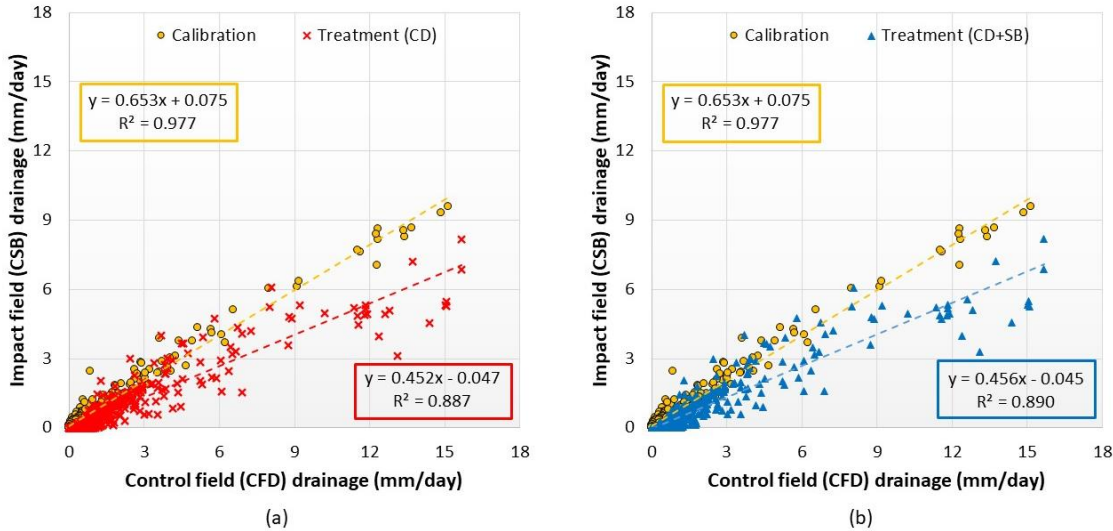 18
15
12
9
6
3
0
Impact field (CSB) drainage (mm/day)
Calibration
Treatment (CD)
y = 0.653x + 0.075
R² = 0.977
y = 0.452x - 0.047
R² = 0.887
0 3 6 9 12 15 18
Control field (CFD) drainage (mm/day)
(a)
18
15
12
9
6
3
0
Impact field (CSB) drainage (mm/day)
Calibration
Treatment (CD+SB)
y = 0.653x + 0.075
R² = 0.977
y = 0.456x - 0.045
R² = 0.890
0 3 6 9 12 15 18
Control field (CFD) drainage (mm/day)
(b)